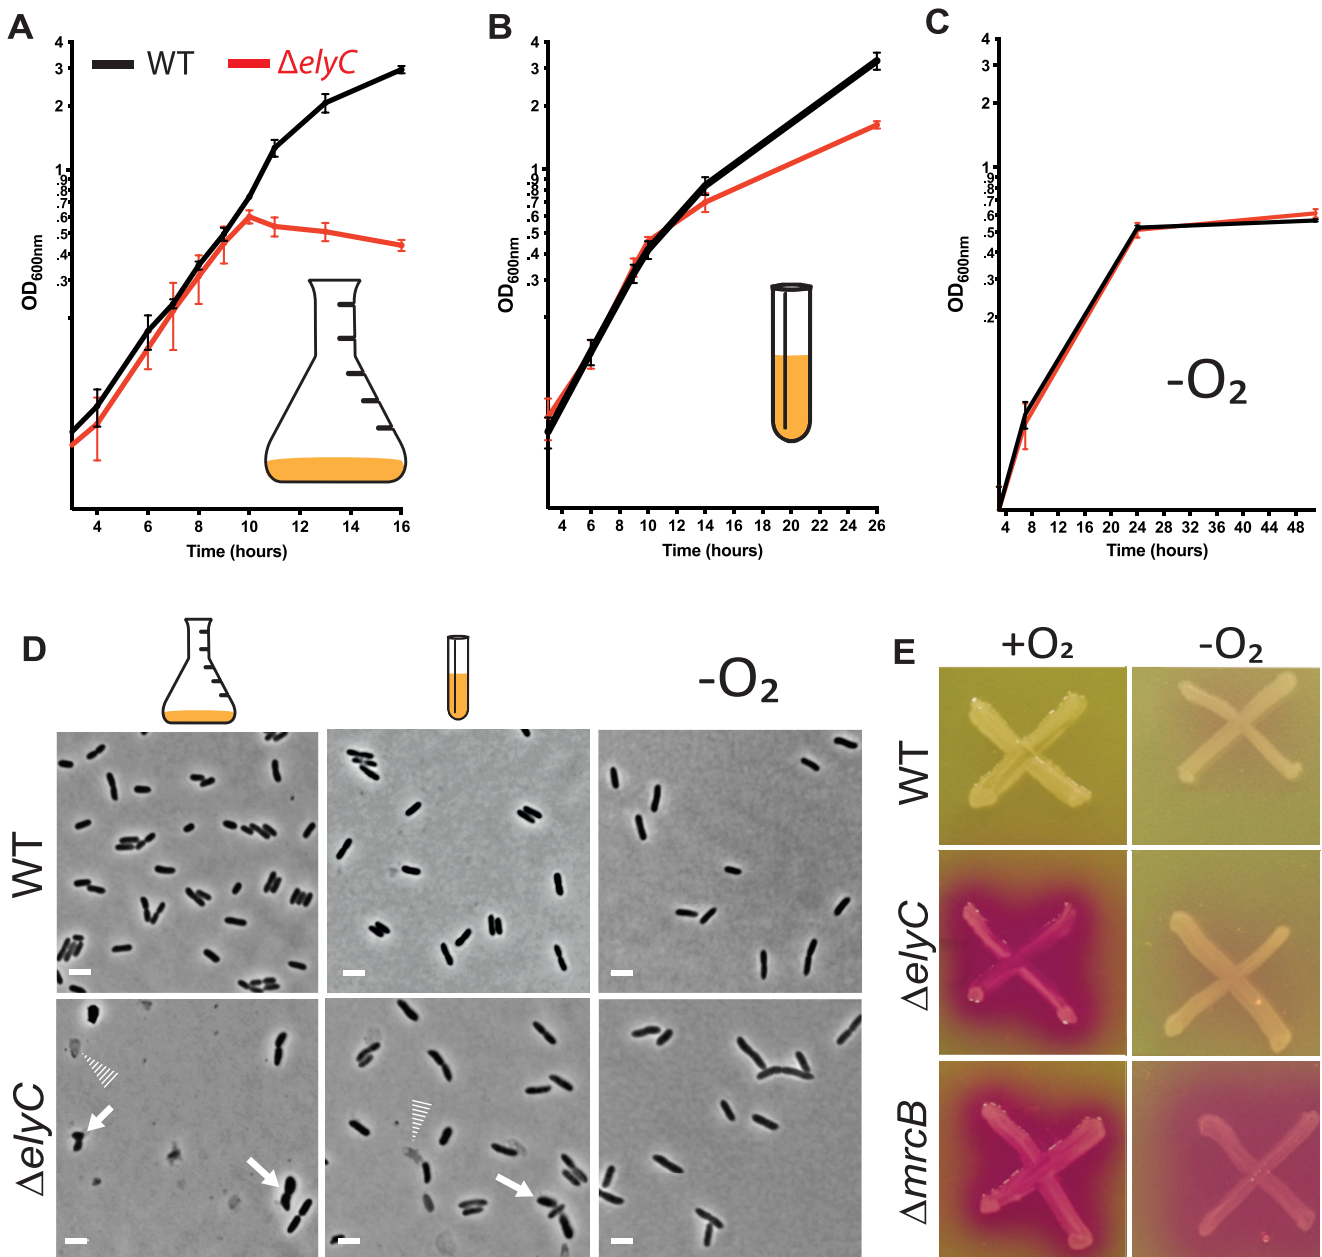 A
B
C
WT
ΔelyC
4
3
2
1
.9
.8
.7
.6
.5
.4
.3
OD600nm
4 6 8 10 12 14 16
Time (hours)
4
3
2
1
.9
.8
.7
.6
.5
.4
.3
OD600nm
4 6 8 10 12 14 16 18 20 22 24 26
Time (hours)
4
3
2
1
.9
.8
.7
.6
.5
.4
.3
.2
OD600nm
-O₂
4 8 12 16 20 24 28 32 36 40 44 48
Time (hours)
D
-O₂
WT
ΔelyC
E
+O₂
-O₂
WT
ΔelyC
ΔmrcB